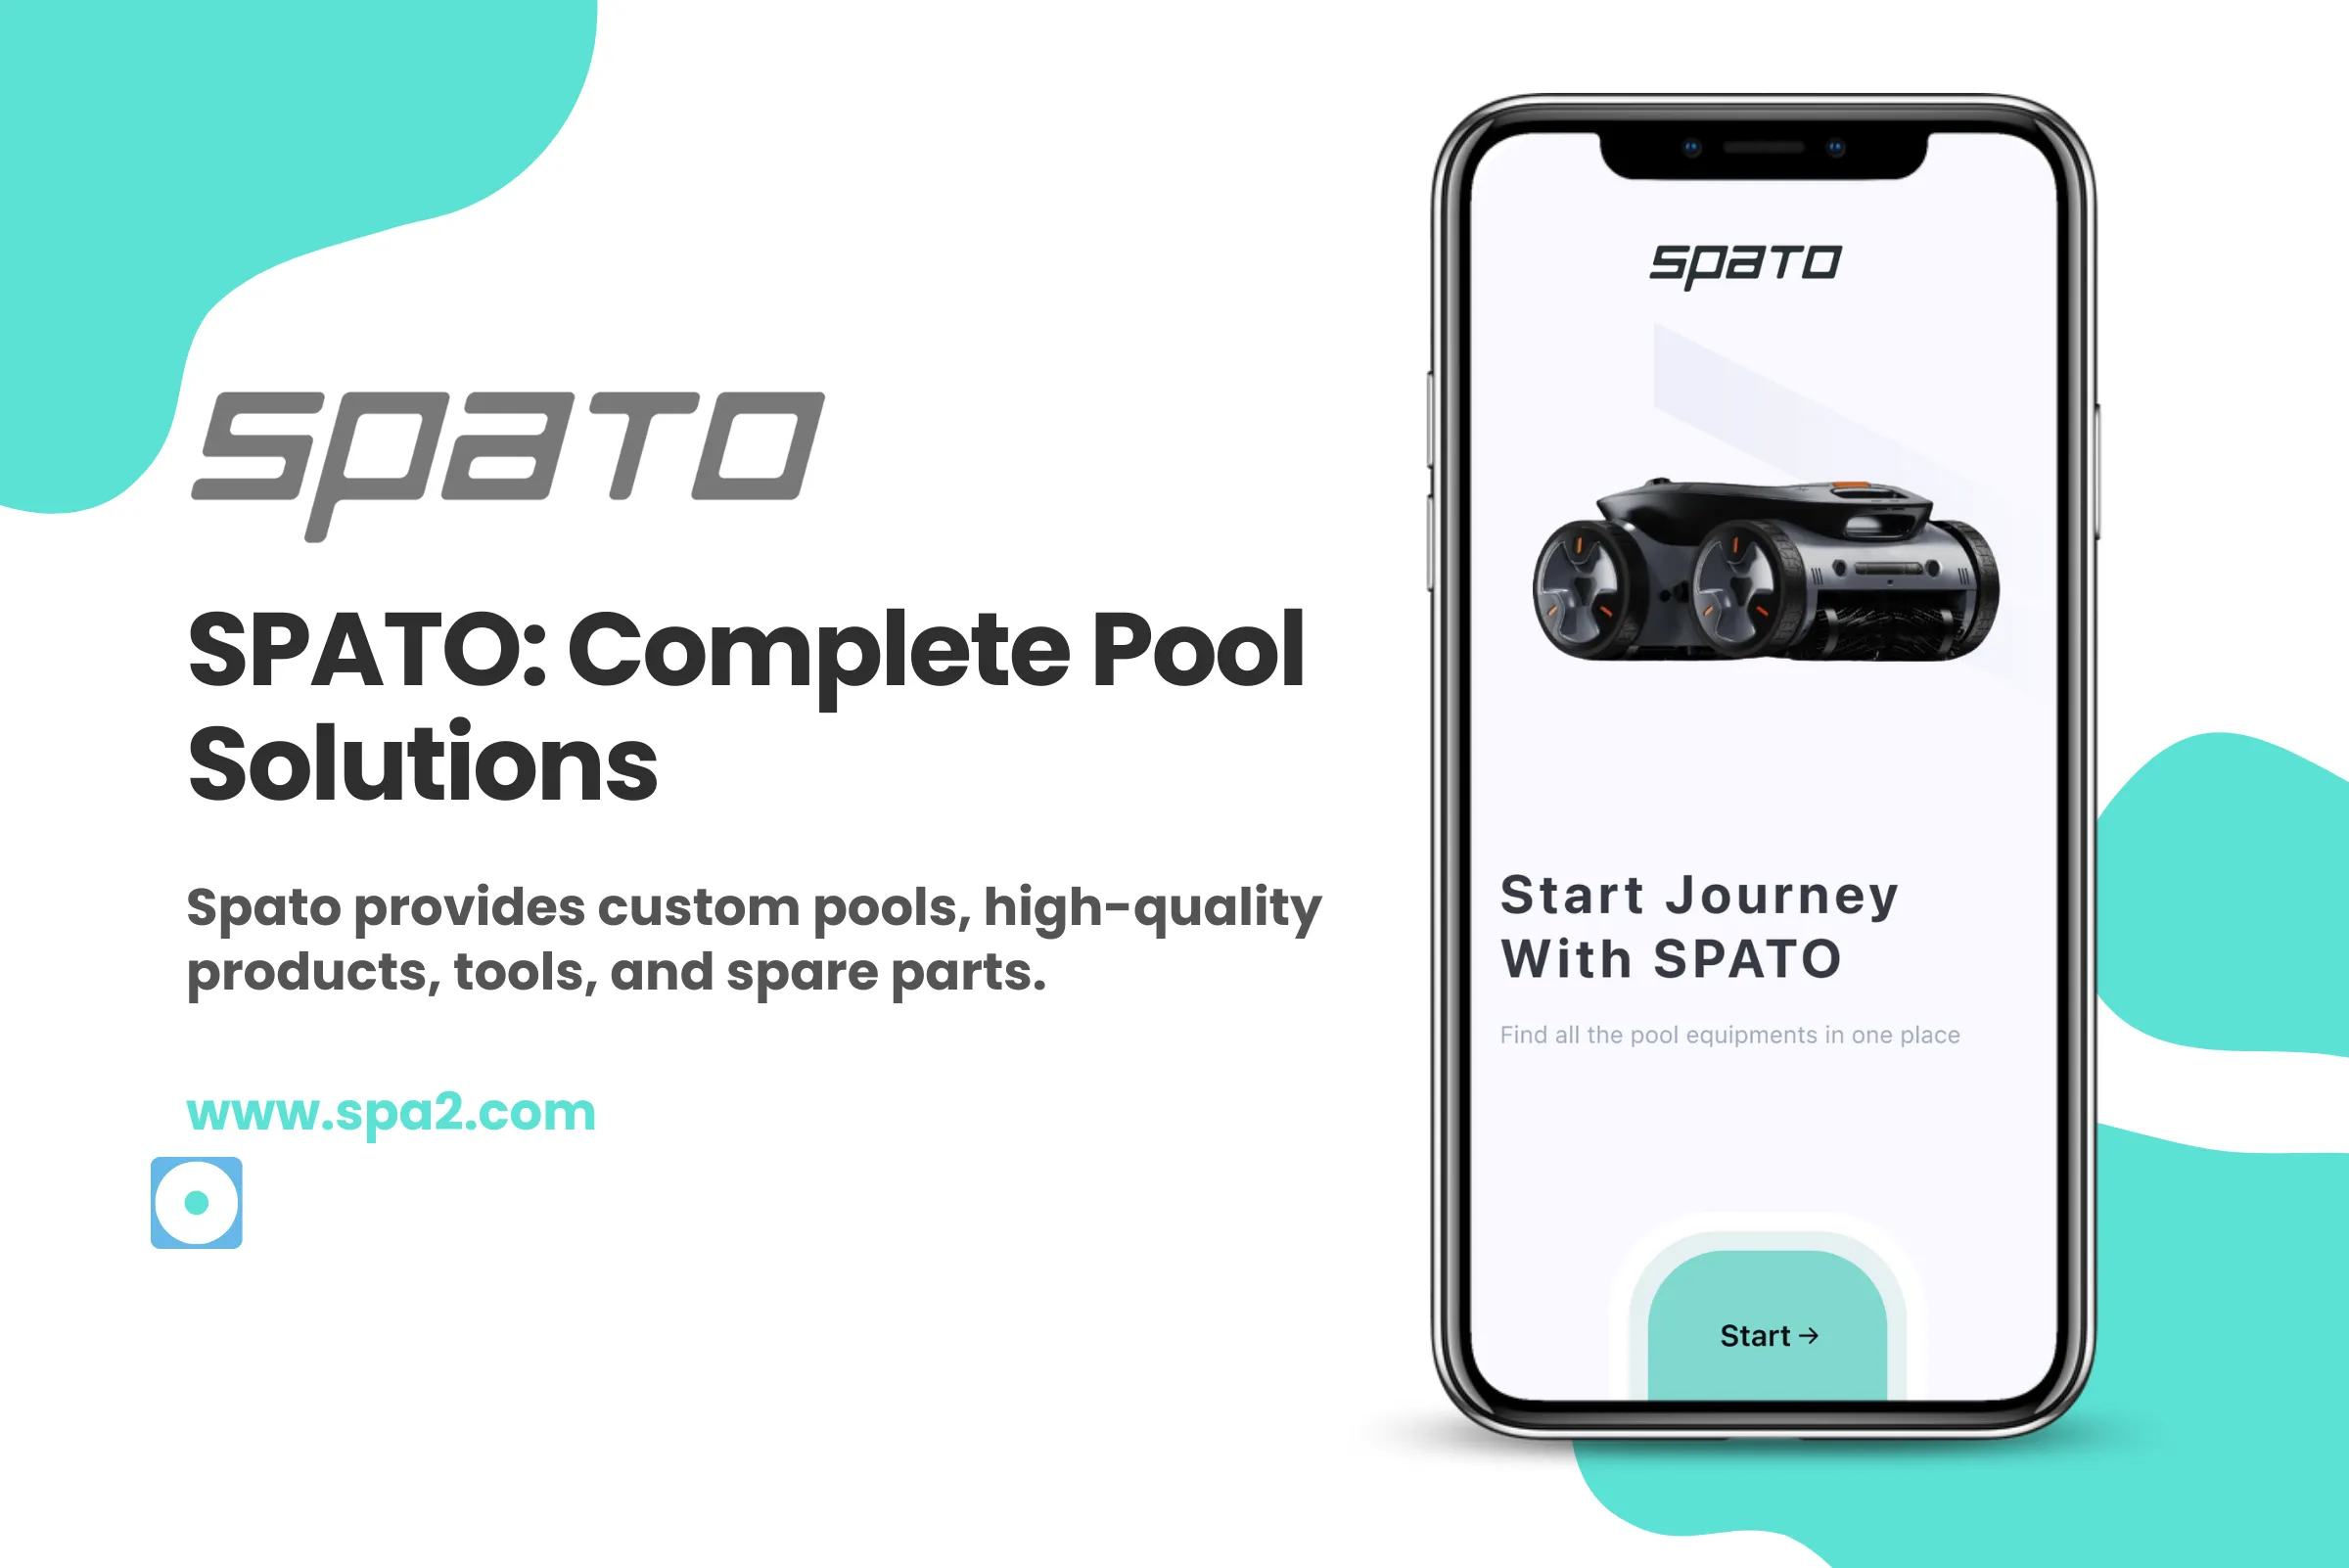 spato
SPATO: Complete Pool
Solutions
Spato provides custom pools, high-quality
products, tools, and spare parts.
www.spa2.com
spato
Start Journey
With SPATO
Find all the pool equipments in one place
Start →